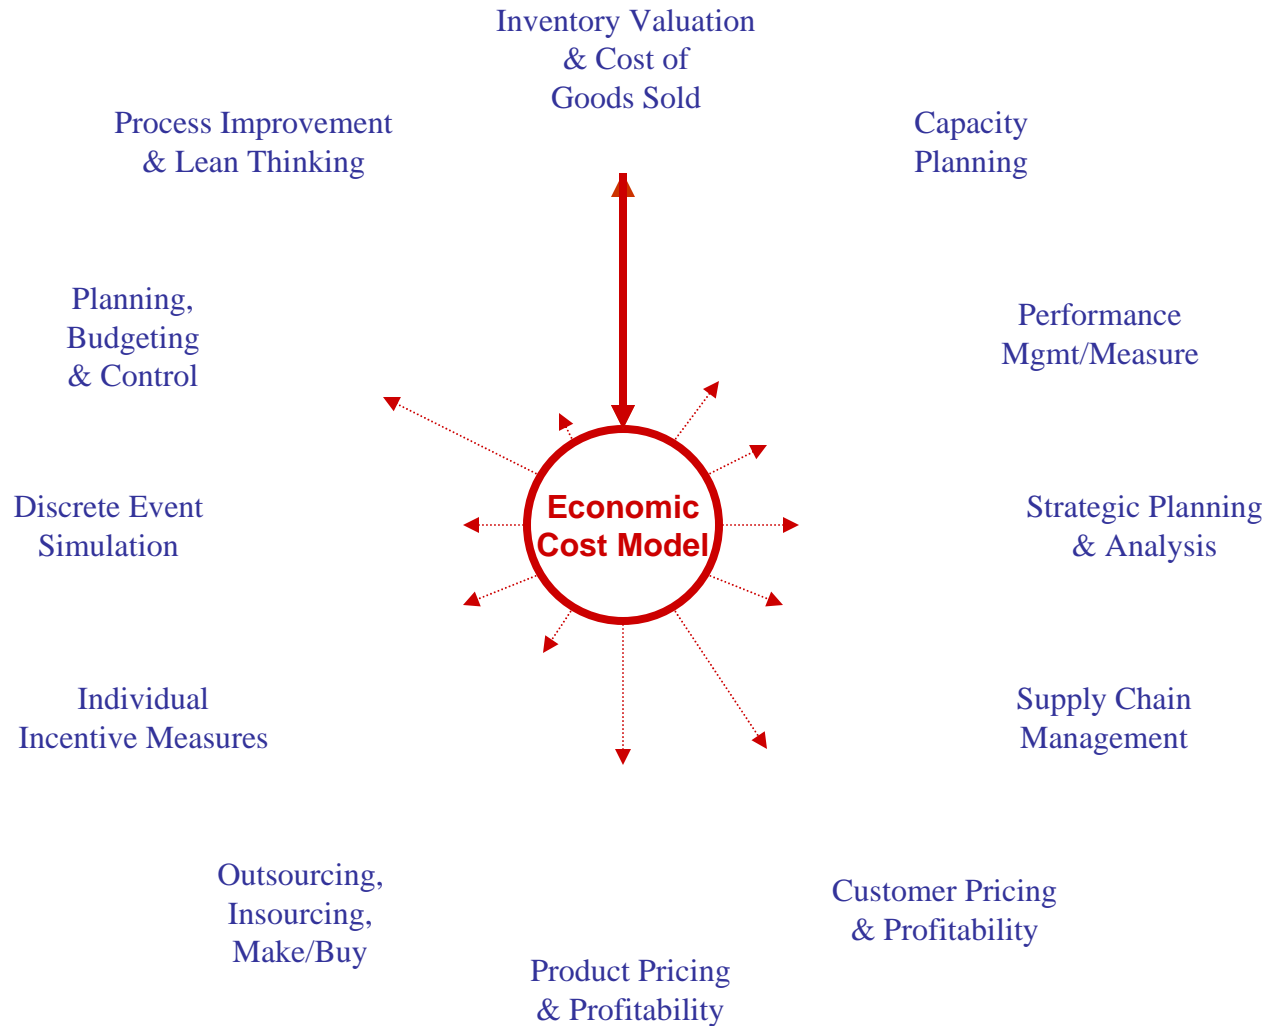 Inventory Valuation
& Cost of
Goods Sold
Process Improvement
& Lean Thinking
Capacity
Planning
Planning,
Budgeting
& Control
Performance
Mgmt/Measure
Discrete Event
Simulation
Economic
Cost Model
Strategic Planning
& Analysis
Individual
Incentive Measures
Supply Chain
Management
Outsourcing,
Insourcing,
Make/Buy
Customer Pricing
& Profitability
Product Pricing
& Profitability